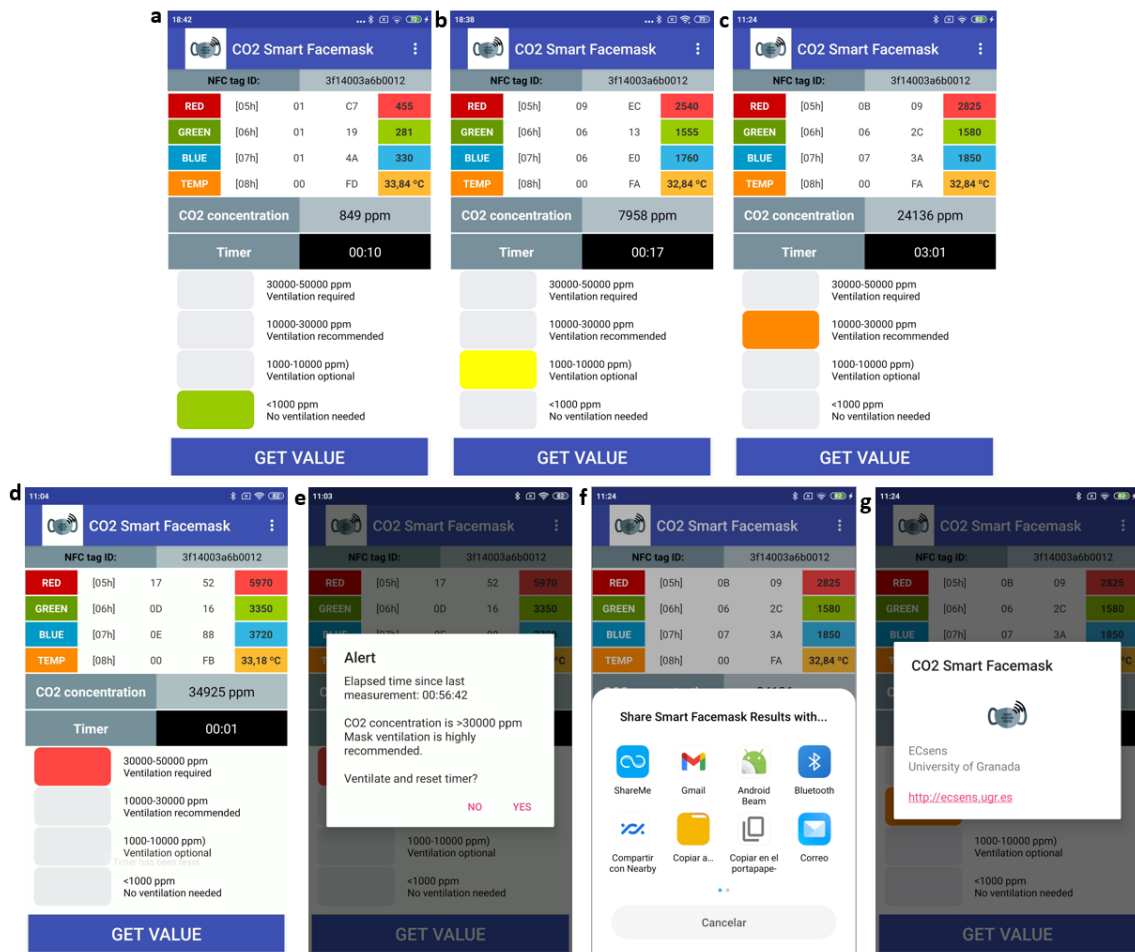 a
18:42
72
CO2 Smart Facemask
NFC tag ID: 3f14003a6b0012
RED [05h] 01 C7 455
GREEN [06h] 01 19 281
BLUE [07h] 01 4A 330
TEMP [08h] 00 FD 33,84 ºC
CO2 concentration 849 ppm
Timer 00:10
30000-50000 ppm
Ventilation required
10000-30000 ppm
Ventilation recommended
1000-10000 ppm)
Ventilation optional
<1000 ppm
No ventilation needed
GET VALUE
b
18:38
71
CO2 Smart Facemask
NFC tag ID: 3f14003a6b0012
RED [05h] 09 EC 2540
GREEN [06h] 06 13 1555
BLUE [07h] 06 E0 1760
TEMP [08h] 00 FA 32,84 ºC
CO2 concentration 7958 ppm
Timer 00:17
30000-50000 ppm
Ventilation required
10000-30000 ppm
Ventilation recommended
1000-10000 ppm)
Ventilation optional
<1000 ppm
No ventilation needed
GET VALUE
c
11:24
82
CO2 Smart Facemask
NFC tag ID: 3f14003a6b0012
RED [05h] 0B 09 2825
GREEN [06h] 06 2C 1580
BLUE [07h] 07 3A 1850
TEMP [08h] 00 FA 32,84 ºC
CO2 concentration 24136 ppm
Timer 03:01
30000-50000 ppm
Ventilation required
10000-30000 ppm
Ventilation recommended
1000-10000 ppm)
Ventilation optional
<1000 ppm
No ventilation needed
GET VALUE
d
11:04
82
CO2 Smart Facemask
NFC tag ID: 3f14003a6b0012
RED [05h] 17 52 5970
GREEN [06h] 0D 16 3350
BLUE [07h] 0E 88 3720
TEMP [08h] 00 FB 33,18 ºC
CO2 concentration 34925 ppm
Timer 00:01
30000-50000 ppm
Ventilation required
10000-30000 ppm
Ventilation recommended
1000-10000 ppm)
Ventilation optional
Timer has been reset
<1000 ppm
No ventilation needed
GET VALUE
e
11:03
82
CO2 Smart Facemask
NFC tag ID: 3f14003a6b0012
RED [05h] 17 52 5970
GREEN [06h] 0D 16 3350
Alert
Elapsed time since last
measurement: 00:56:42
CO2 concentration is >30000 ppm
Mask ventilation is highly
recommended.
Ventilate and reset timer?
NO YES
1000-10000 ppm)
Ventilation optional
<1000 ppm
No ventilation needed
GET VALUE
f
11:24
82
CO2 Smart Facemask
NFC tag ID: 3f14003a6b0012
RED [05h] 0B 09 2825
GREEN [06h] 06 2C 1580
BLUE [07h] 07 3A 1850
TEMP [08h] 00 FA 32,84 ºC
Share Smart Facemask Results with...
ShareMe Gmail Android Beam Bluetooth
Compartir con Nearby Copiar a... Copiar en el portapape- Correo
Cancelar
g
11:24
82
CO2 Smart Facemask
NFC tag ID: 3f14003a6b0012
RED [05h] 0B 09 2825
GREEN [06h] 06 2C 1580
BLUE [07h] 07 3A 1850
CO2 Smart Facemask
ECsens
University of Granada
http://ecsens.ugr.es
1000-10000 ppm)
Ventilation optional
<1000 ppm
No ventilation needed
GET VALUE